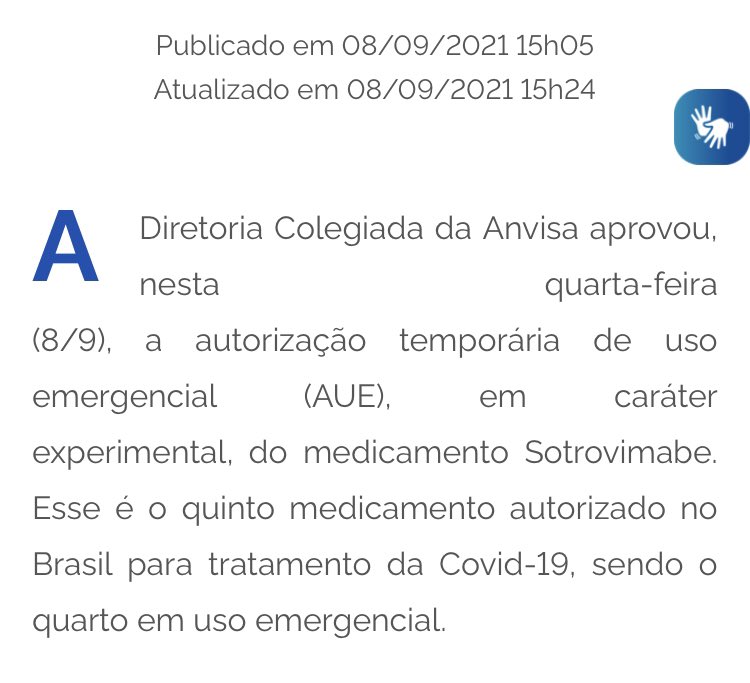 Publicado em 08/09/2021 15h05
Atualizado em 08/09/2021 15h24
A Diretoria Colegiada da Anvisa aprovou,
nesta quarta-feira
(8/9), a autorização temporária de uso
emergencial (AUE), em caráter
experimental, do medicamento Sotrovimabe.
Esse é o quinto medicamento autorizado no
Brasil para tratamento da Covid-19, sendo o
quarto em uso emergencial.